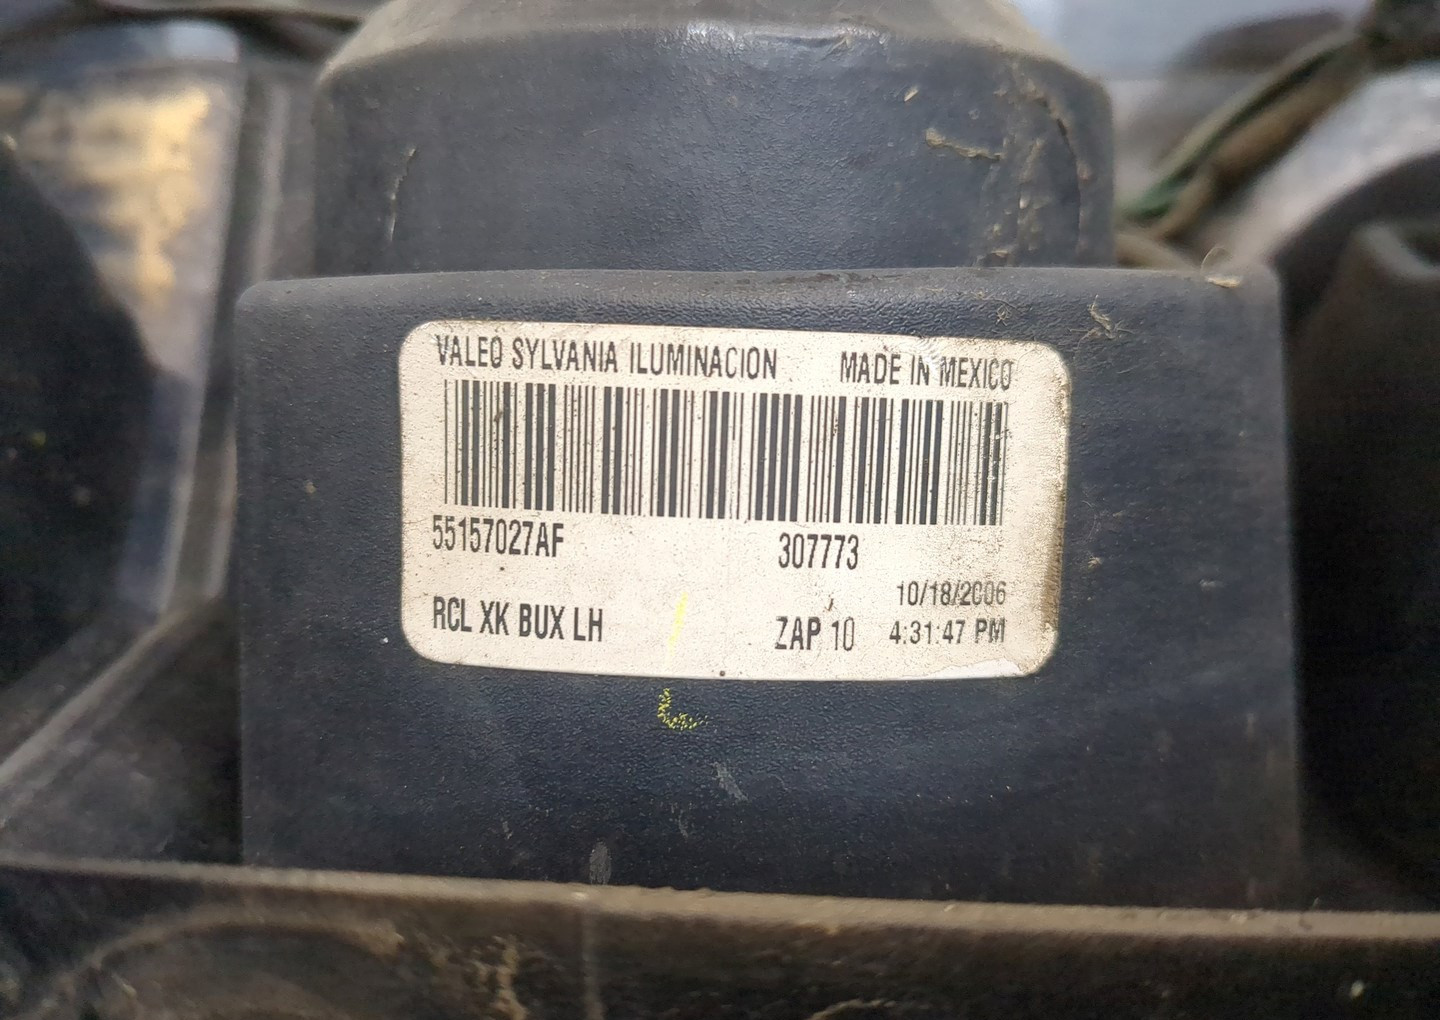 VALEO SYLVANIA ILUMINACION MADE IN MEXICO
55157027AF 307773
10/18/2006
RCL XK BUX LH ZAP 10 4:31:47 PM